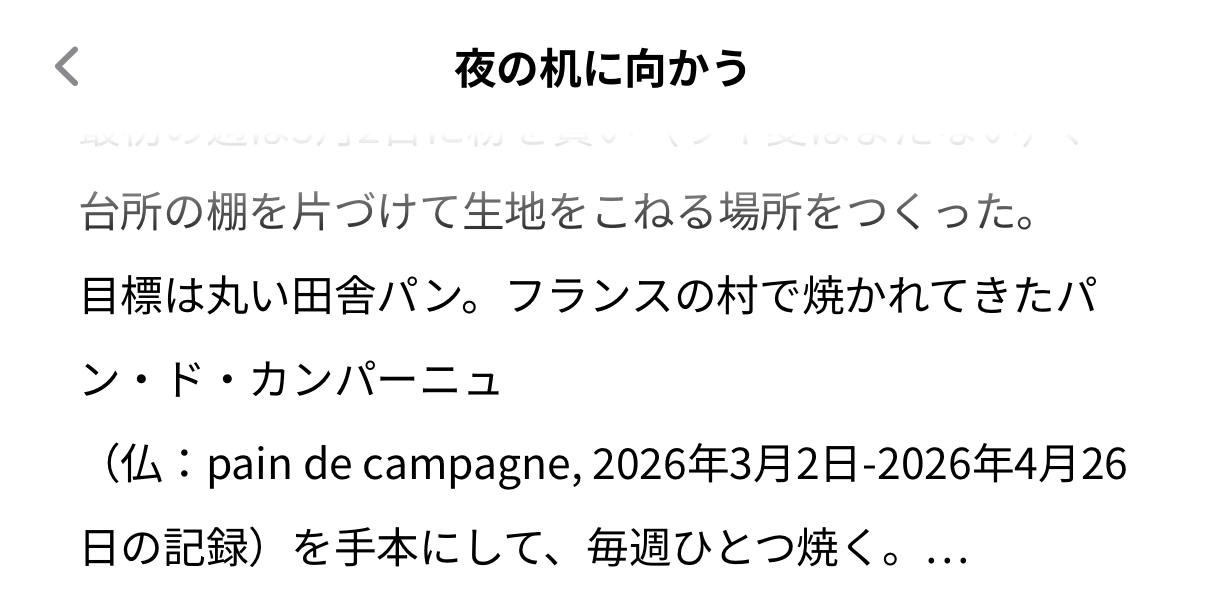 夜の机に向かう
台所の棚を片づけて生地をこねる場所をつくった。
目標は丸い田舎パン。フランスの村で焼かれてきたパ
ン・ド・カンパーニュ
（仏：pain de campagne, 2026年3月2日-2026年4月26
日の記録）を手本にして、毎週ひとつ焼く。…